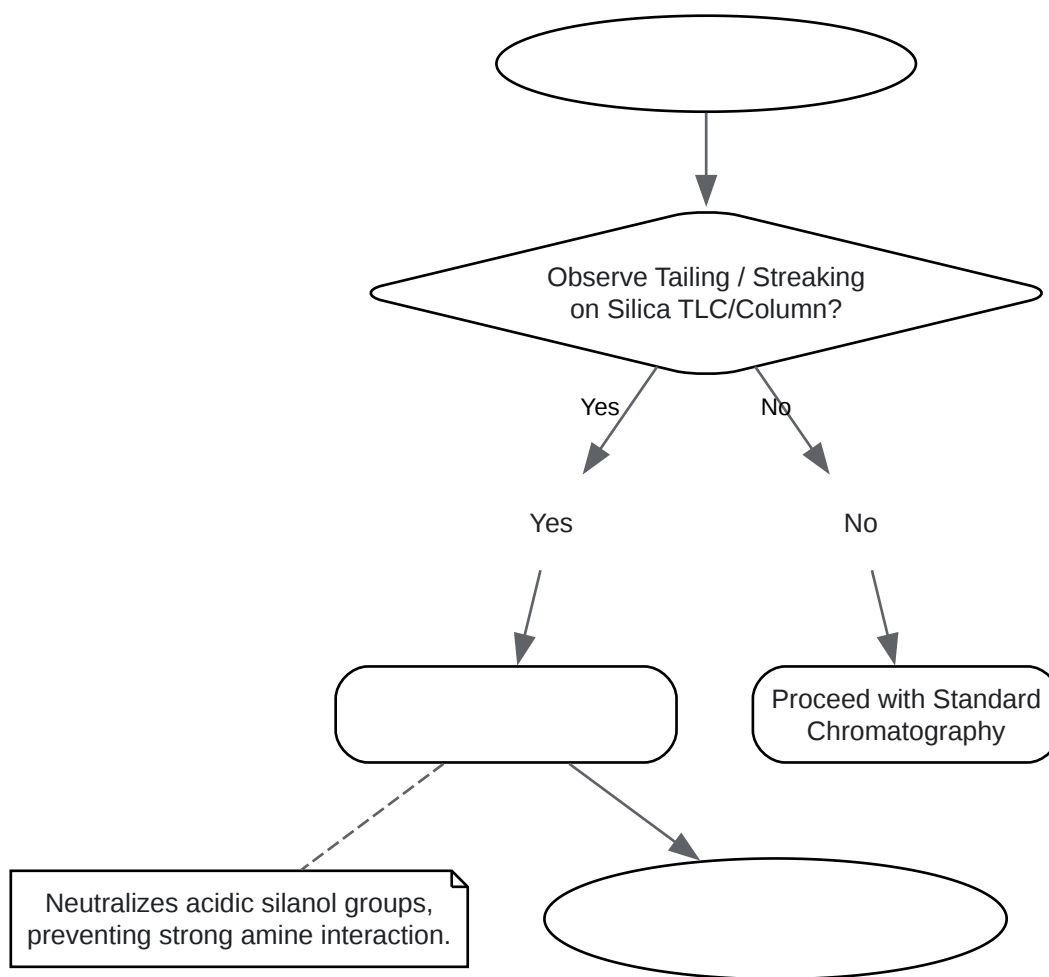 Observe Tailing / Streaking
on Silica TLC/Column?
Yes
No
Yes
No
Proceed with Standard
Chromatography
Neutralizes acidic silanol groups,
preventing strong amine interaction.